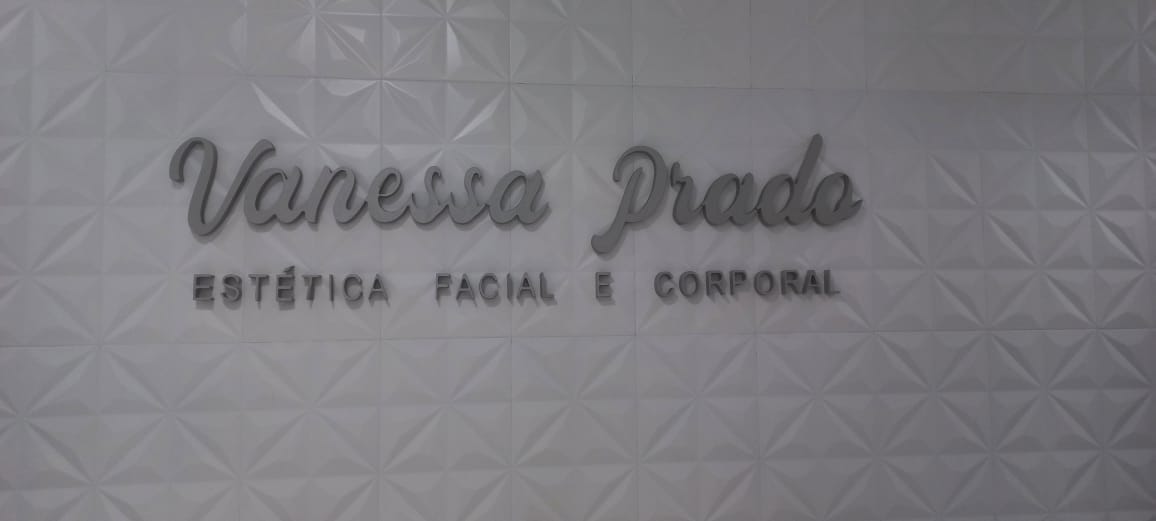 Vanessa Prado
ESTÉTICA FACIAL E CORPORAL